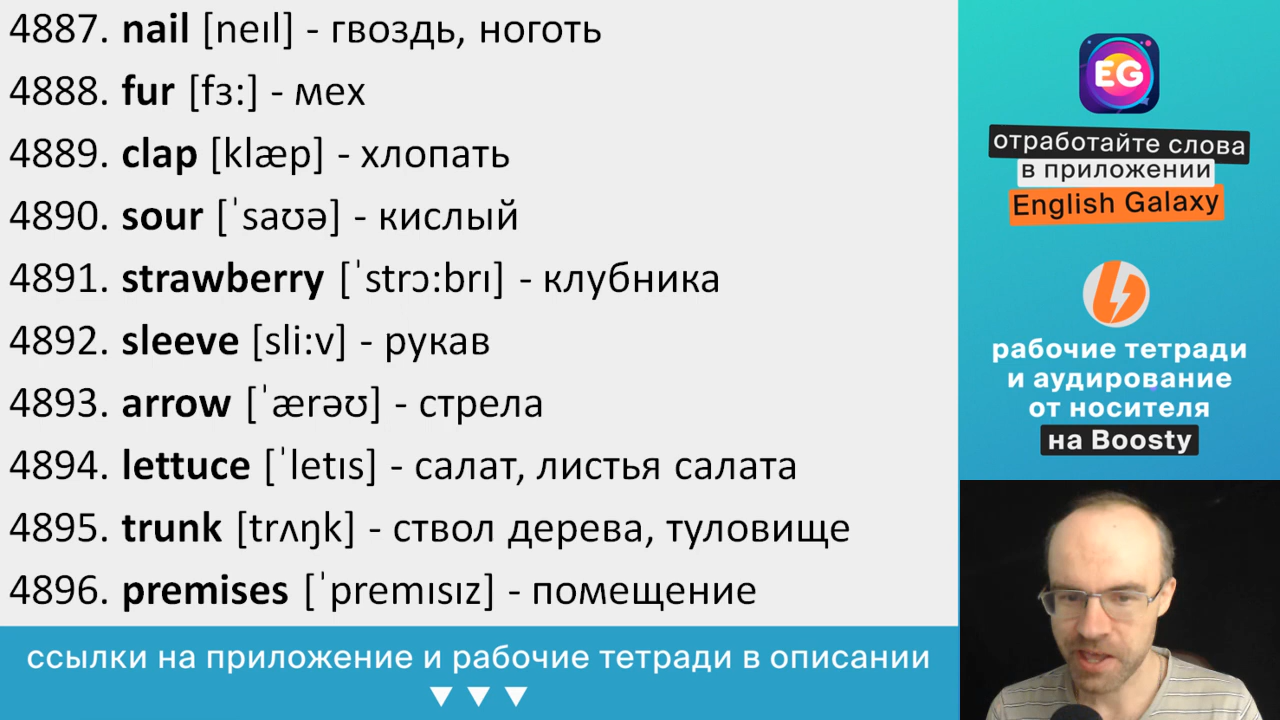 4887. nail [neɪl] - гвоздь, ноготь
4888. fur [fɜ:] - мех
4889. clap [klæp] - хлопать
4890. sour [ˈsaʊə] - кислый
4891. strawberry [ˈstrɔ:brɪ] - клубника
4892. sleeve [sli:v] - рукав
4893. arrow [ˈærəʊ] - стрела
4894. lettuce [ˈletɪs] - салат, листья салата
4895. trunk [trʌŋk] - ствол дерева, туловище
4896. premises [ˈpremɪsɪz] - помещение
ссылки на приложение и рабочие тетради в описании
EG
отработайте слова
в приложении
English Galaxy
рабочие тетради
и аудирование
от носителя
на Boosty